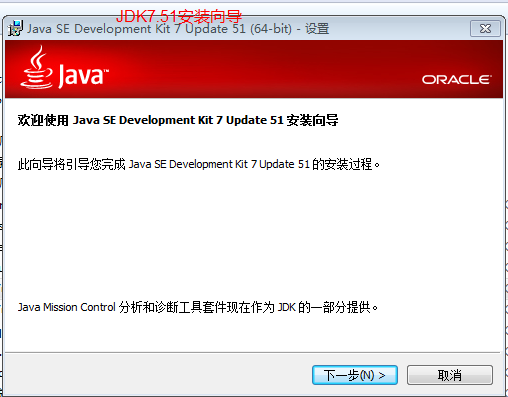 JDK7.51安装向导
Java SE Development Kit 7 Update 51 (64-bit) - 设置
Java™
ORACLE®
欢迎使用 Java SE Development Kit 7 Update 51 安装向导
此向导将引导您完成 Java SE Development Kit 7 Update 51 的安装过程。
Java Mission Control 分析和诊断工具套件现在作为 JDK 的一部分提供。
下一步(N) >
取消